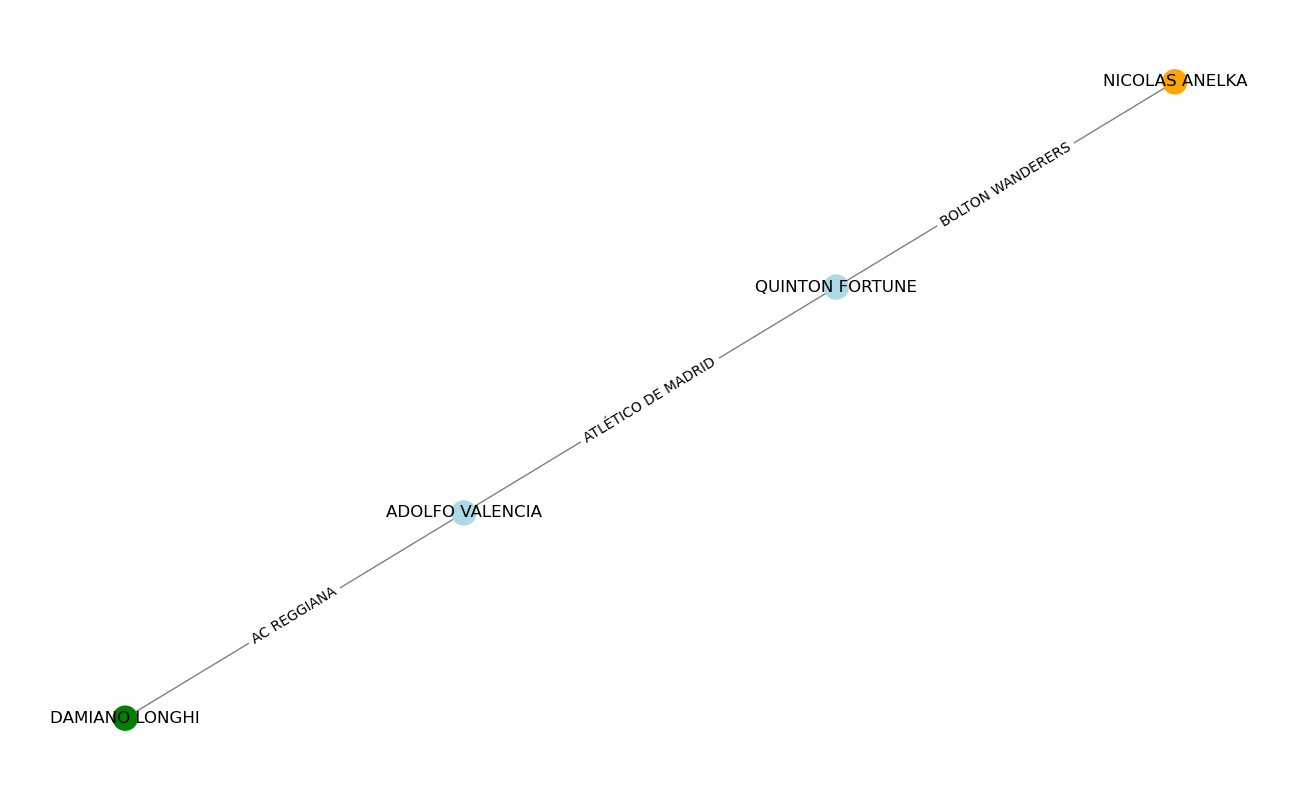 NICOLAS ANELKA
BOLTON WANDERERS
QUINTON FORTUNE
ATLÉTICO DE MADRID
ADOLFO VALENCIA
AC REGGIANA
DAMIANO LONGHI